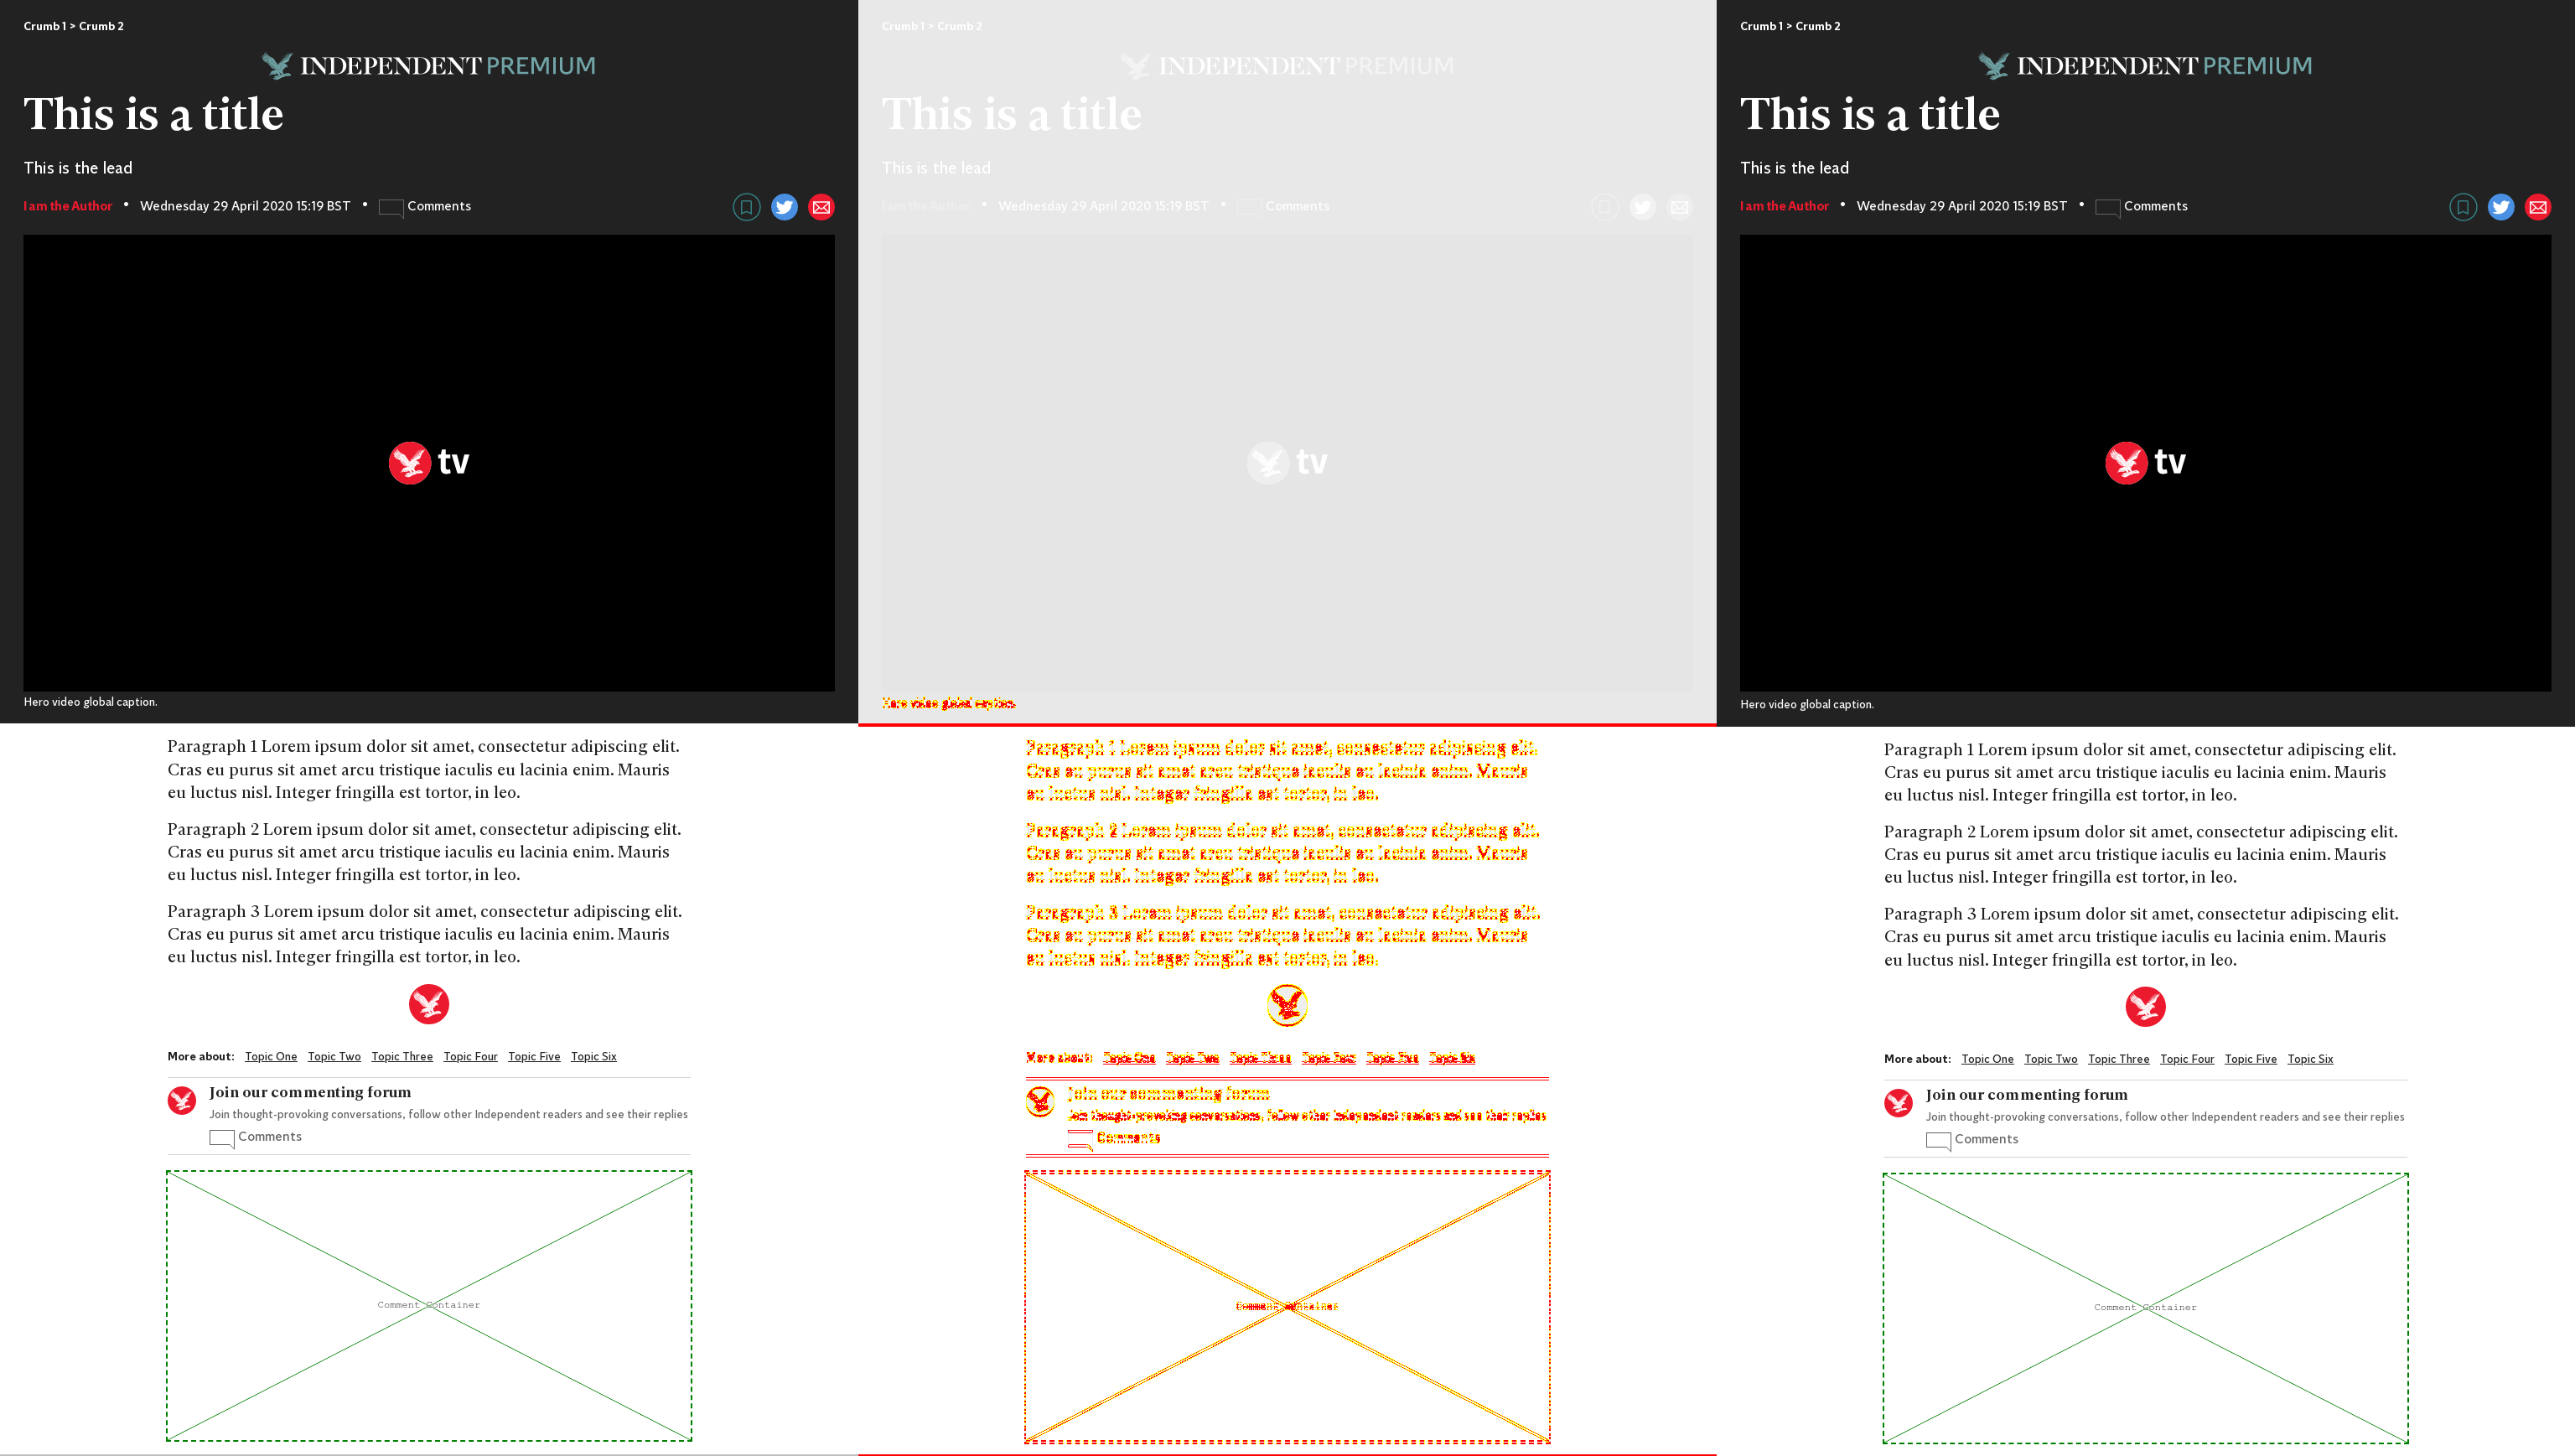 Crumb 1 > Crumb 2
INDEPENDENT PREMIUM
This is a title
This is the lead
I am the Author • Wednesday 29 April 2020 15:19 BST • Comments
tv
Hero video global caption.
Paragraph 1 Lorem ipsum dolor sit amet, consectetur adipiscing elit.
Cras eu purus sit amet arcu tristique iaculis eu lacinia enim. Mauris
eu luctus nisl. Integer fringilla est tortor, in leo.
Paragraph 2 Lorem ipsum dolor sit amet, consectetur adipiscing elit.
Cras eu purus sit amet arcu tristique iaculis eu lacinia enim. Mauris
eu luctus nisl. Integer fringilla est tortor, in leo.
Paragraph 3 Lorem ipsum dolor sit amet, consectetur adipiscing elit.
Cras eu purus sit amet arcu tristique iaculis eu lacinia enim. Mauris
eu luctus nisl. Integer fringilla est tortor, in leo.
More about: Topic One Topic Two Topic Three Topic Four Topic Five Topic Six
Join our commenting forum
Join thought-provoking conversations, follow other Independent readers and see their replies
Comments
Comment Container
Crumb 1 > Crumb 2
INDEPENDENT PREMIUM
This is a title
This is the lead
I am the Author • Wednesday 29 April 2020 15:19 BST • Comments
tv
Hero video global caption.
Paragraph 1 Lorem ipsum dolor sit amet, consectetur adipiscing elit.
Cras eu purus sit amet arcu tristique iaculis eu lacinia enim. Mauris
eu luctus nisl. Integer fringilla est tortor, in leo.
Paragraph 2 Lorem ipsum dolor sit amet, consectetur adipiscing elit.
Cras eu purus sit amet arcu tristique iaculis eu lacinia enim. Mauris
eu luctus nisl. Integer fringilla est tortor, in leo.
Paragraph 3 Lorem ipsum dolor sit amet, consectetur adipiscing elit.
Cras eu purus sit amet arcu tristique iaculis eu lacinia enim. Mauris
eu luctus nisl. Integer fringilla est tortor, in leo.
More about: Topic One Topic Two Topic Three Topic Four Topic Five Topic Six
Join our commenting forum
Join thought-provoking conversations, follow other Independent readers and see their replies
Comments
Comment Container
Crumb 1 > Crumb 2
INDEPENDENT PREMIUM
This is a title
This is the lead
I am the Author • Wednesday 29 April 2020 15:19 BST • Comments
tv
Hero video global caption.
Paragraph 1 Lorem ipsum dolor sit amet, consectetur adipiscing elit.
Cras eu purus sit amet arcu tristique iaculis eu lacinia enim. Mauris
eu luctus nisl. Integer fringilla est tortor, in leo.
Paragraph 2 Lorem ipsum dolor sit amet, consectetur adipiscing elit.
Cras eu purus sit amet arcu tristique iaculis eu lacinia enim. Mauris
eu luctus nisl. Integer fringilla est tortor, in leo.
Paragraph 3 Lorem ipsum dolor sit amet, consectetur adipiscing elit.
Cras eu purus sit amet arcu tristique iaculis eu lacinia enim. Mauris
eu luctus nisl. Integer fringilla est tortor, in leo.
More about: Topic One Topic Two Topic Three Topic Four Topic Five Topic Six
Join our commenting forum
Join thought-provoking conversations, follow other Independent readers and see their replies
Comments
Comment Container